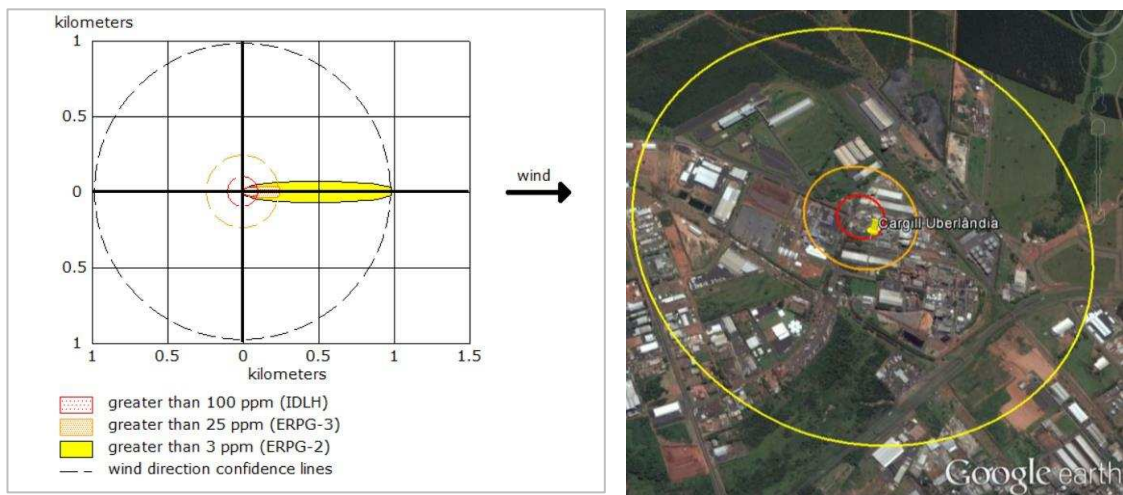 kilometers
1
0.5
0
0.5
1
1 0.5 0 0.5 1 1.5
kilometers
wind
greater than 100 ppm (IDLH)
greater than 25 ppm (ERPG-3)
greater than 3 ppm (ERPG-2)
wind direction confidence lines
Cargill Uberlândia
Google earth